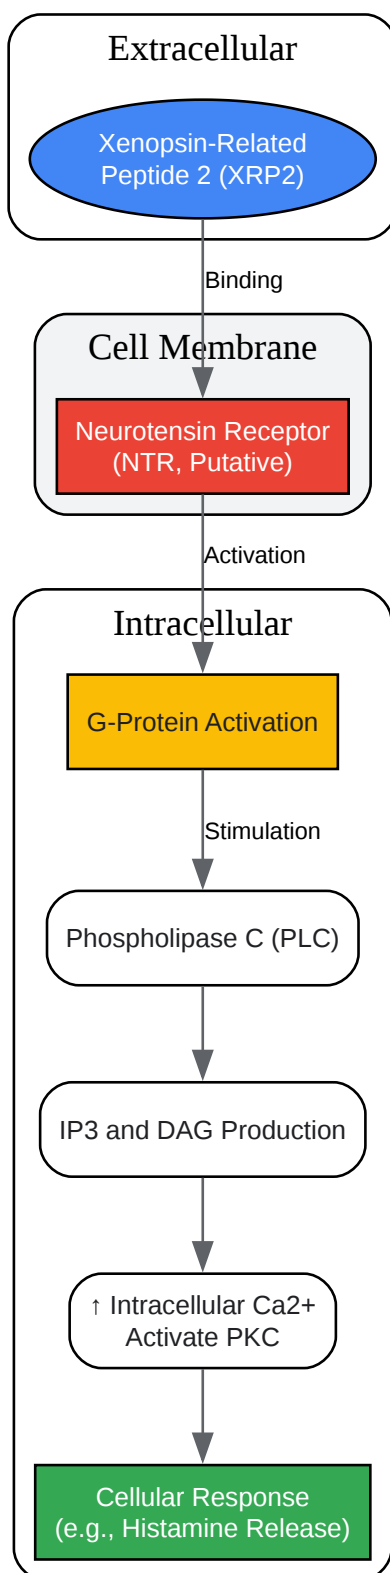 Extracellular
Xenopsin-Related
Peptide 2 (XRP2)
Binding
Cell Membrane
Neurotensin Receptor
(NTR, Putative)
Activation
Intracellular
G-Protein Activation
Stimulation
Phospholipase C (PLC)
IP3 and DAG Production
↑ Intracellular Ca2+
Activate PKC
Cellular Response
(e.g., Histamine Release)